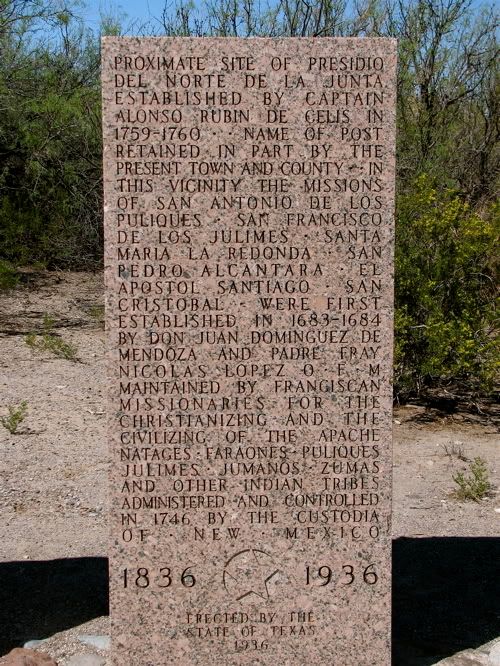 PROXIMATE SITE OF PRESIDIO
DEL NORTE DE LA JUNTA
ESTABLISHED BY CAPTAIN
ALONSO RUBIN DE CELIS IN
1759-1760 · · NAME OF POST
RETAINED IN PART BY THE
PRESENT TOWN AND COUNTY · IN
THIS VICINITY THE MISSIONS
OF SAN ANTONIO DE LOS
PULIQUES · SAN FRANCISCO
DE LOS JULIMES · SANTA
MARIA LA REDONDA · SAN
PEDRO ALCANTARA · EL
APOSTOL SANTIAGO · SAN
CRISTOBAL · WERE FIRST
ESTABLISHED IN 1683-1684
BY DON JUAN DOMINGUEZ DE
MENDOZA AND PADRE FRAY
NICOLAS LOPEZ O F M
MAINTAINED BY FRANCISCAN
MISSIONARIES FOR THE
CHRISTIANIZING AND THE
CIVILIZING OF THE APACHE
NATAGES · FARAONES · PULIQUES
JULIMES JUMANOS ZUMAS
AND OTHER INDIAN TRIBES
ADMINISTERED AND CONTROLLED
IN 1746 BY THE CUSTODIA
OF · NEW · MEXICO
1836 1936
ERECTED BY THE
STATE OF TEXAS
1936